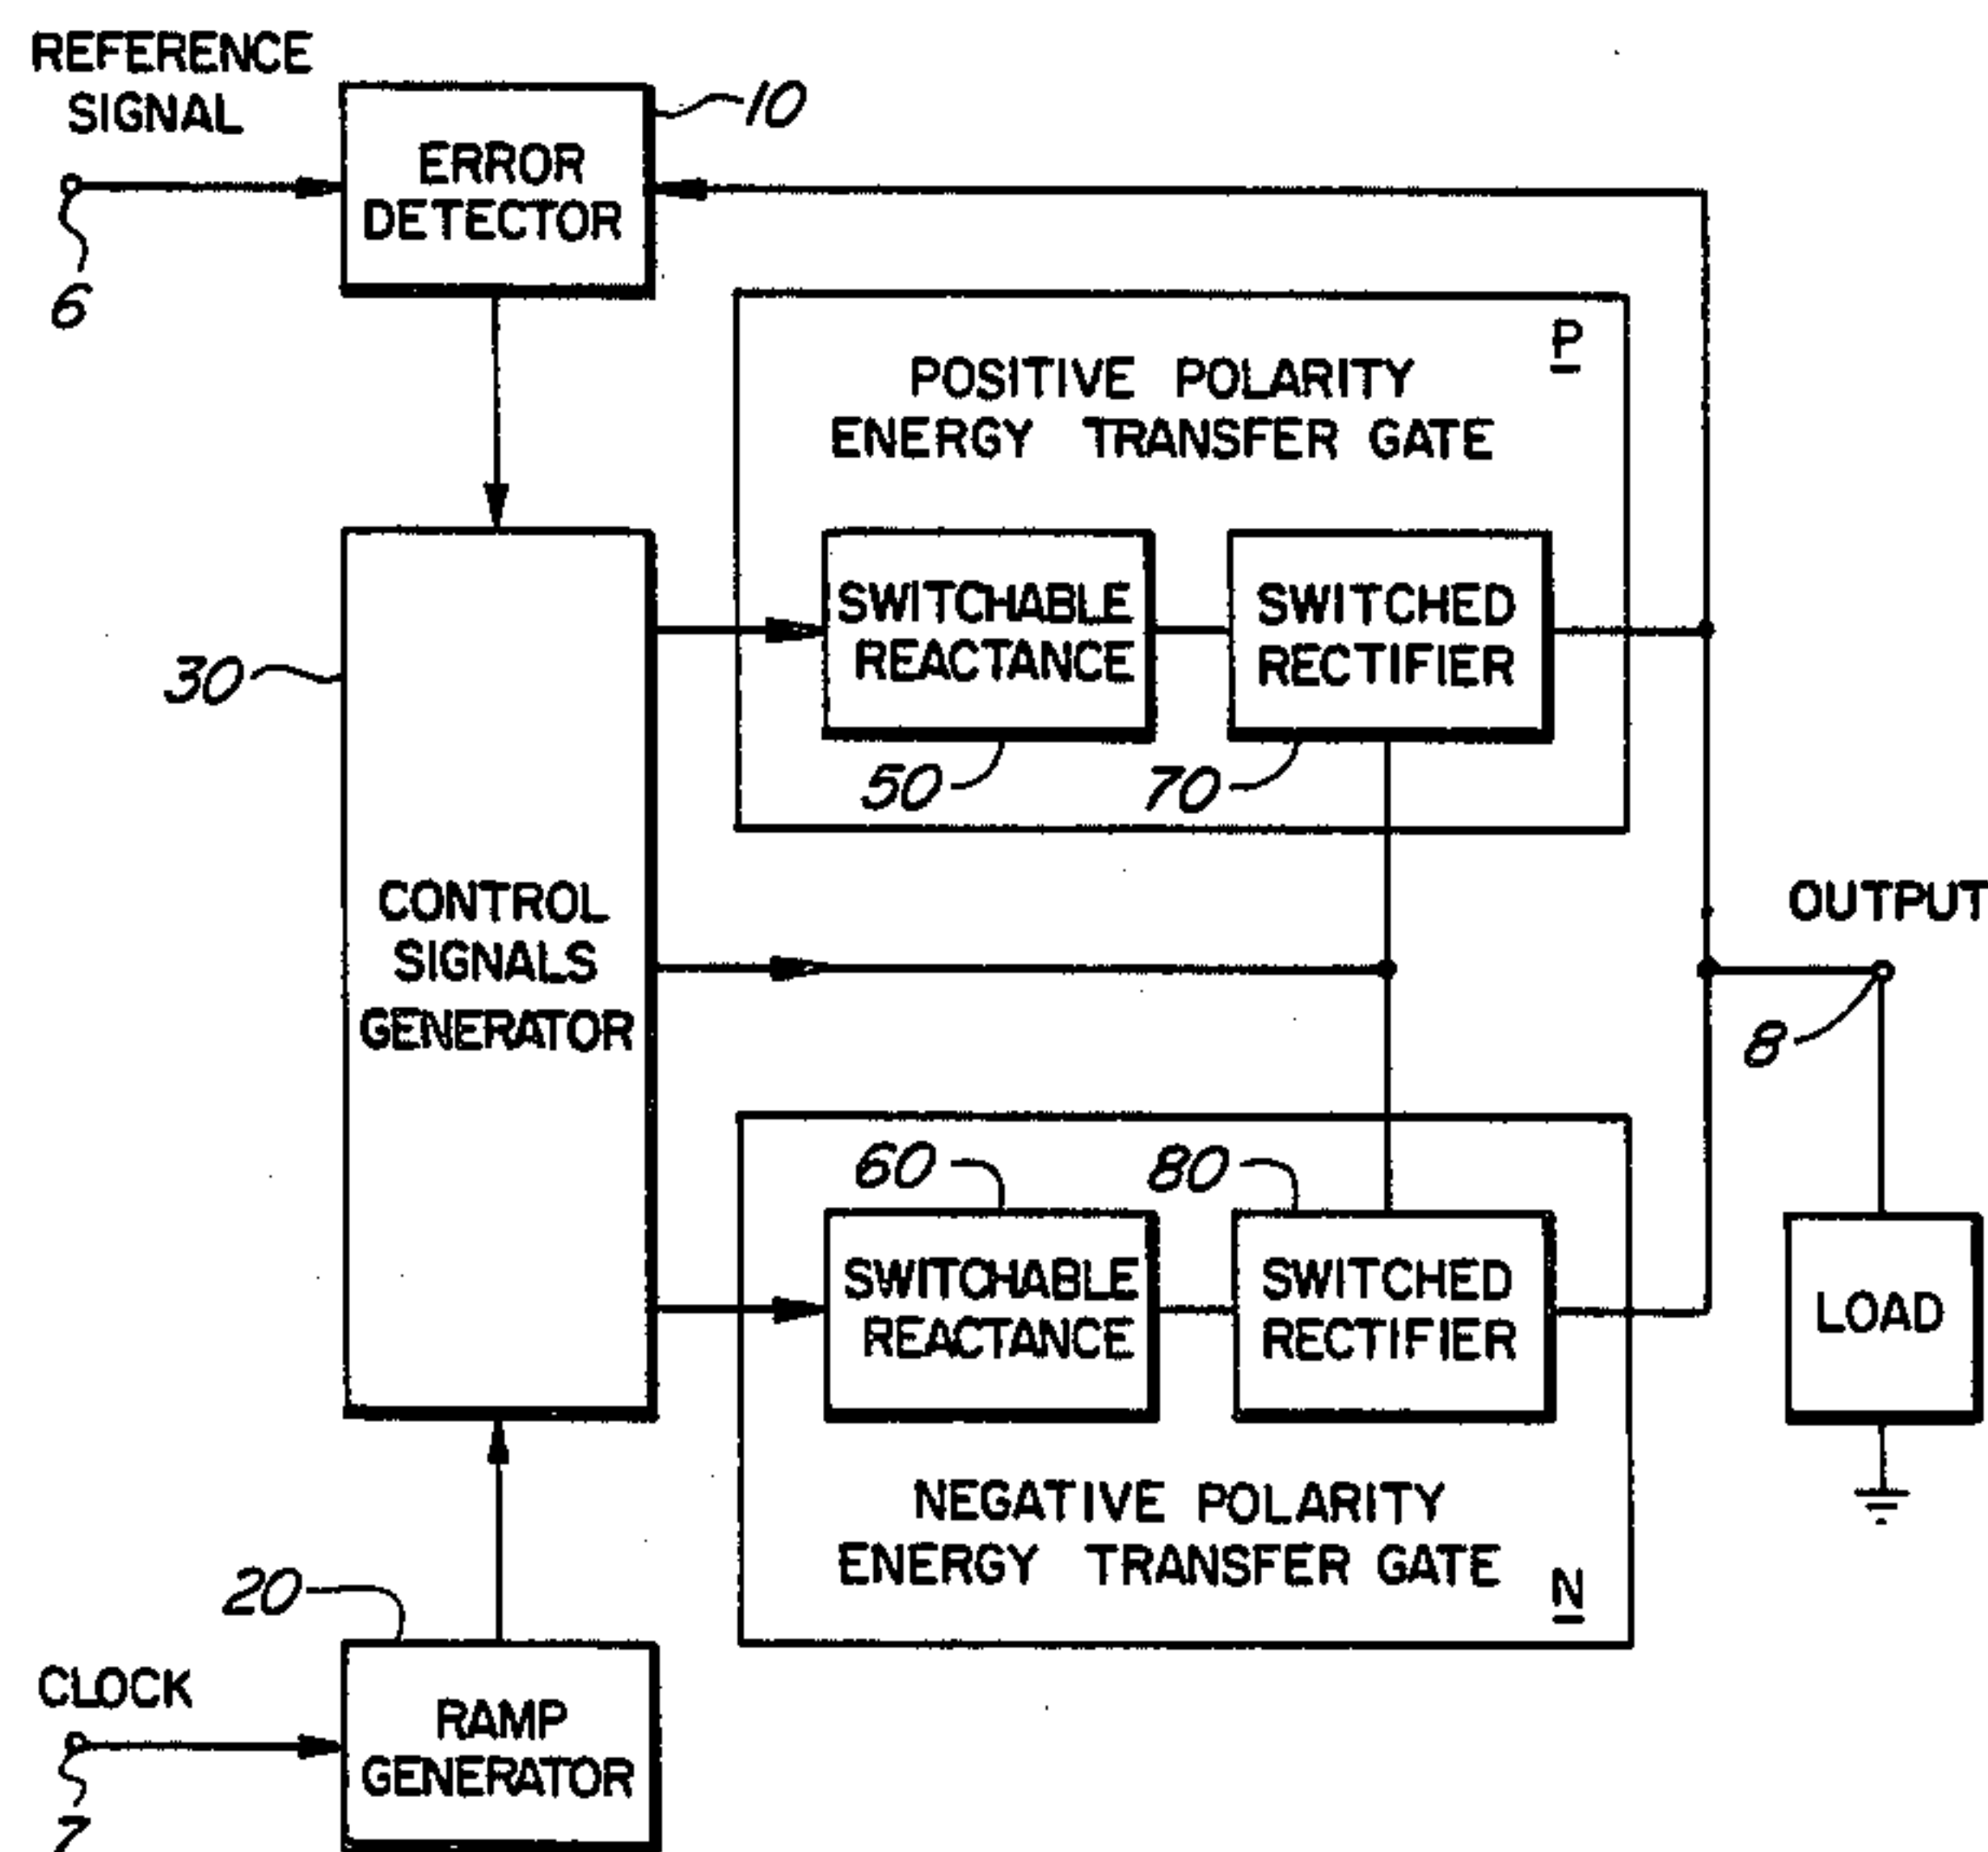 REFERENCE
SIGNAL
6
ERROR
DETECTOR
10
POSITIVE POLARITY
ENERGY TRANSFER GATE
P
SWITCHABLE
REACTANCE
50
SWITCHED
RECTIFIER
70
30
CONTROL
SIGNALS
GENERATOR
OUTPUT
8
60
80
SWITCHABLE
REACTANCE
SWITCHED
RECTIFIER
LOAD
NEGATIVE POLARITY
ENERGY TRANSFER GATE
N
20
CLOCK
7
RAMP
GENERATOR